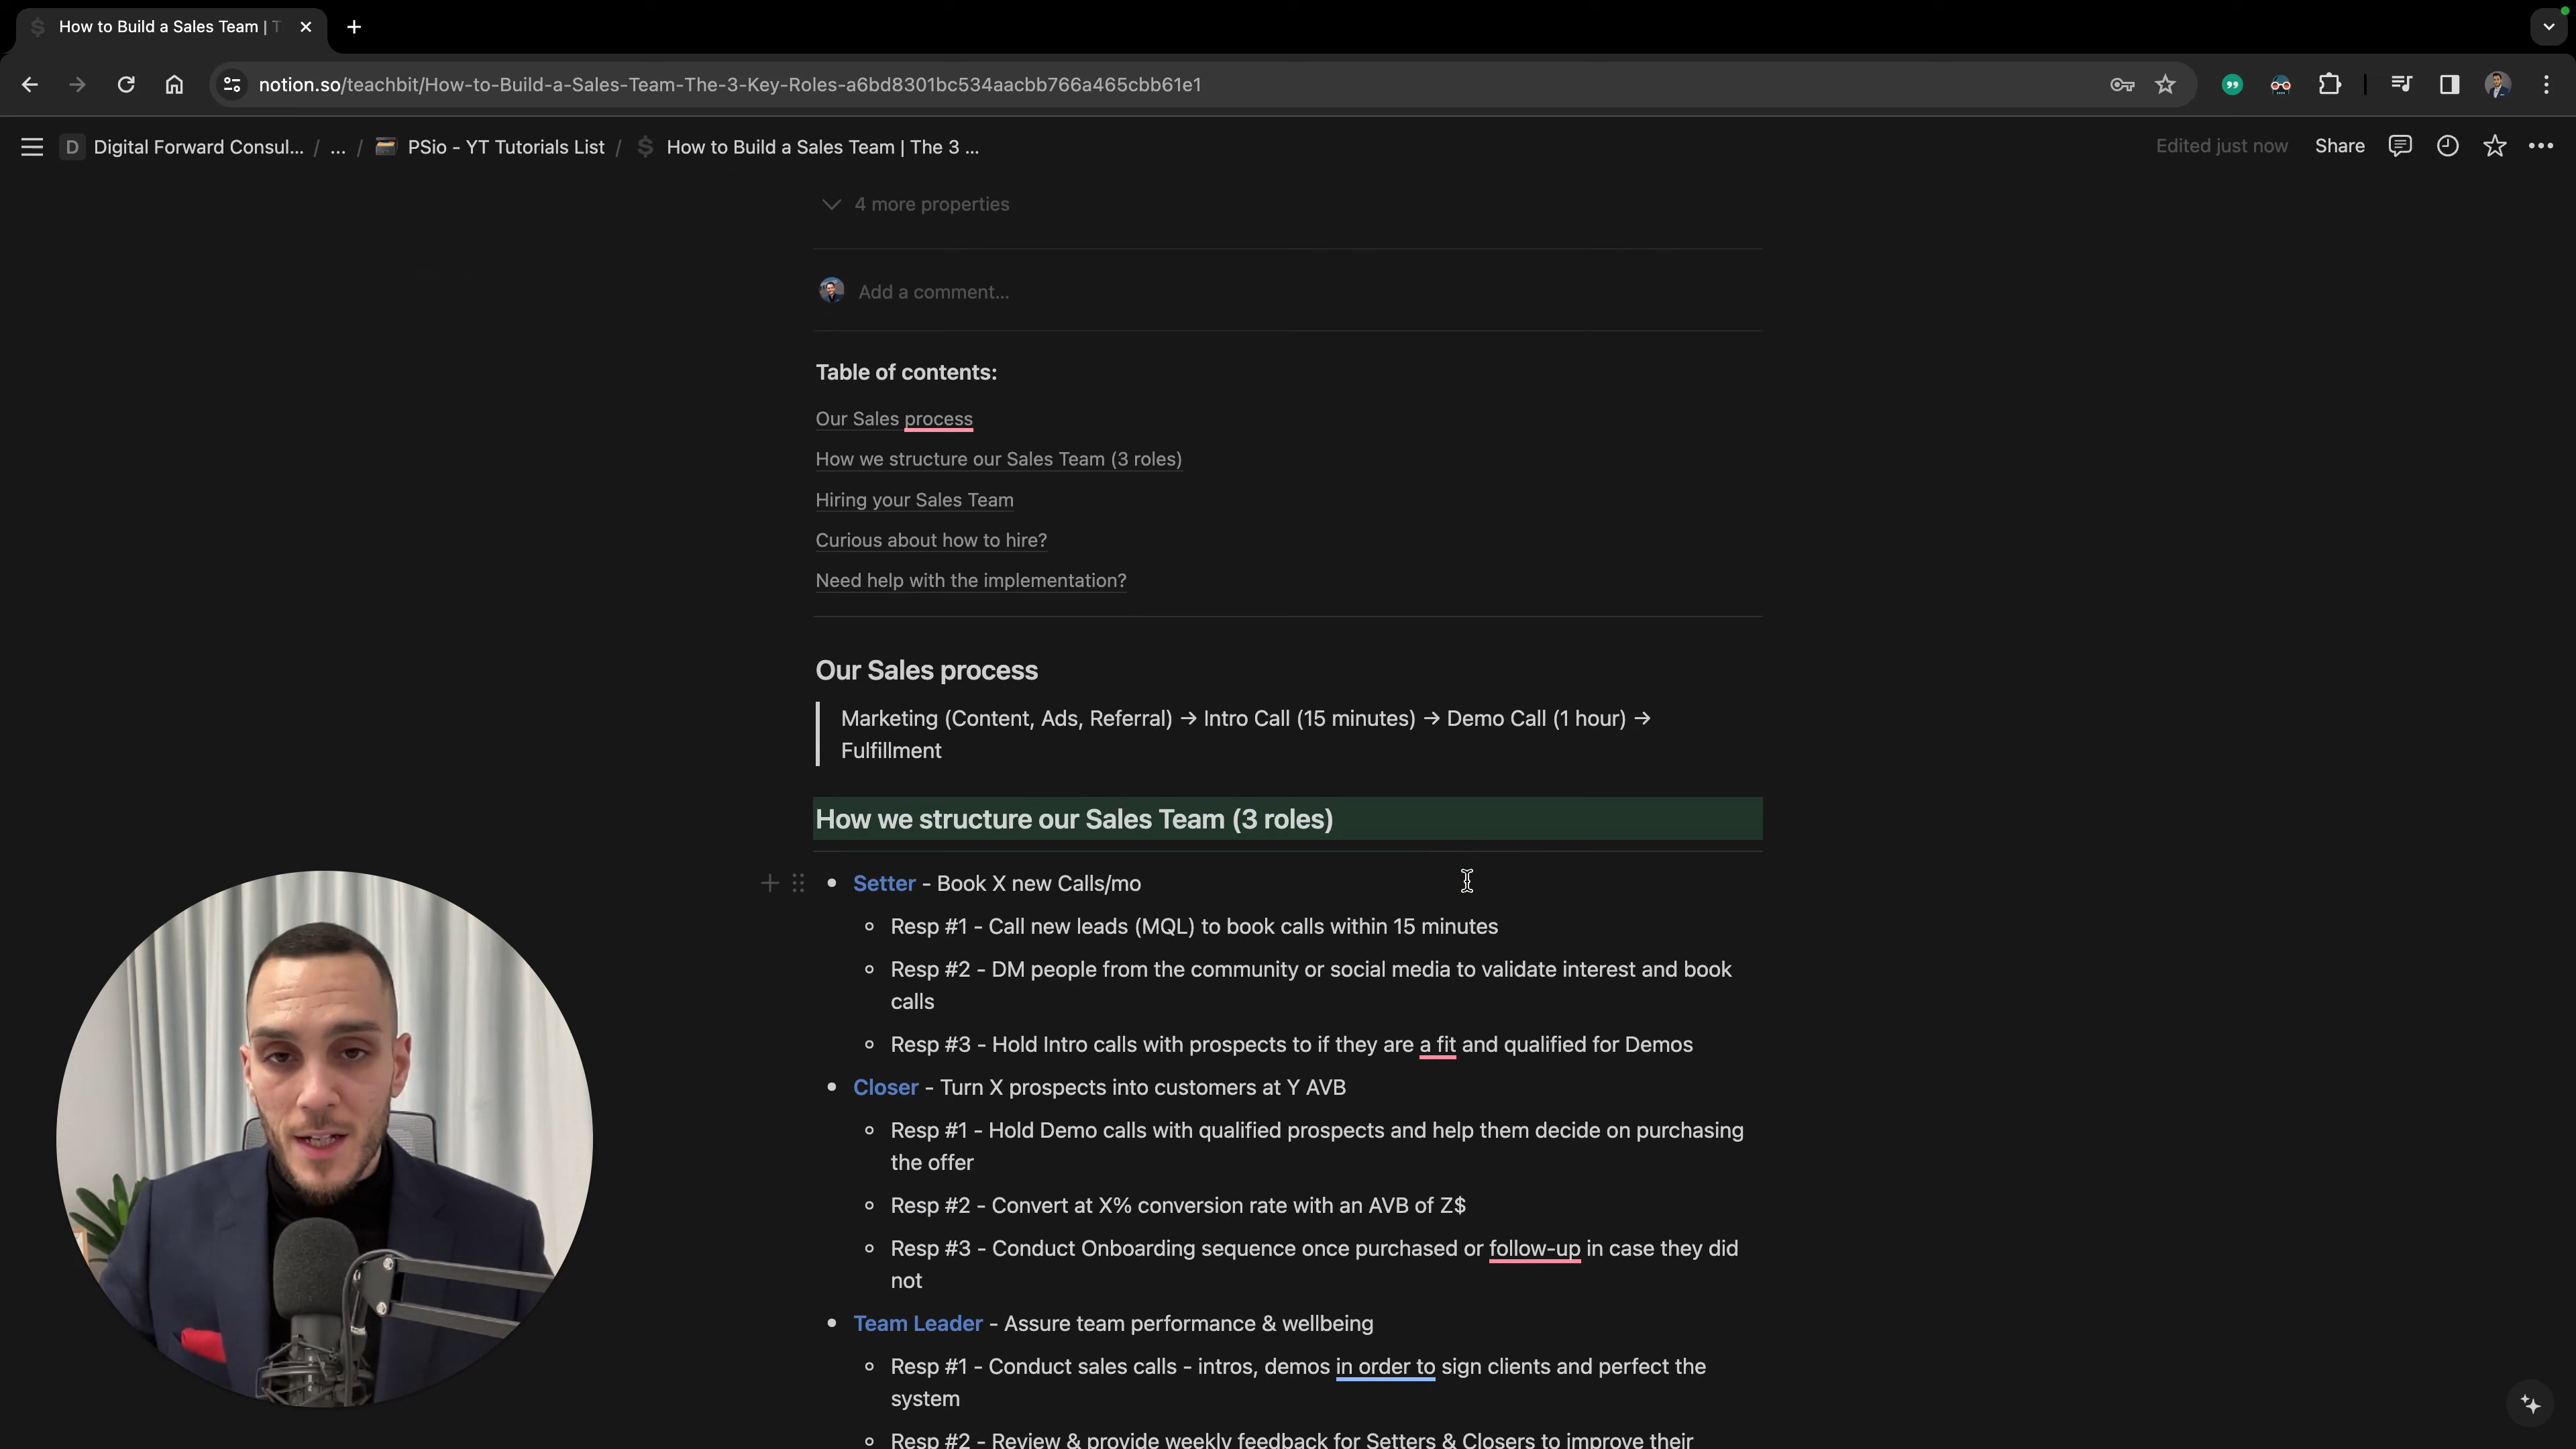 How to Build a Sales Team | T
notion.so/teachbit/How-to-Build-a-Sales-Team-The-3-Key-Roles-a6bd8301bc534aacbb766a465cbb61e1
D Digital Forward Consul... / ... / PSio - YT Tutorials List / $ How to Build a Sales Team | The 3 ...
Edited just now Share
4 more properties
Add a comment...
Table of contents:
Our Sales process
How we structure our Sales Team (3 roles)
Hiring your Sales Team
Curious about how to hire?
Need help with the implementation?
Our Sales process
Marketing (Content, Ads, Referral) → Intro Call (15 minutes) → Demo Call (1 hour) →
Fulfillment
How we structure our Sales Team (3 roles)
• Setter - Book X new Calls/mo
◦ Resp #1 - Call new leads (MQL) to book calls within 15 minutes
◦ Resp #2 - DM people from the community or social media to validate interest and book
calls
◦ Resp #3 - Hold Intro calls with prospects to if they are a fit and qualified for Demos
• Closer - Turn X prospects into customers at Y AVB
◦ Resp #1 - Hold Demo calls with qualified prospects and help them decide on purchasing
the offer
◦ Resp #2 - Convert at X% conversion rate with an AVB of Z$
◦ Resp #3 - Conduct Onboarding sequence once purchased or follow-up in case they did
not
• Team Leader - Assure team performance & wellbeing
◦ Resp #1 - Conduct sales calls - intros, demos in order to sign clients and perfect the
system
◦ Resp #2 - Review & provide weekly feedback for Setters & Closers to improve their